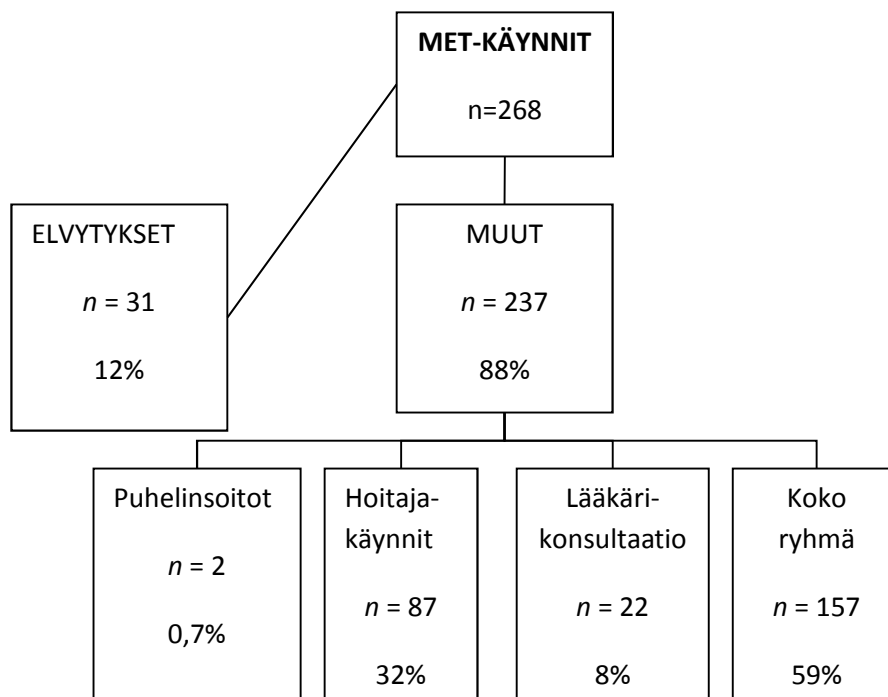 MET-KÄYNNIT
n=268
ELVYTYKSET
n = 31
12%
MUUT
n = 237
88%
Puhelinsoitot
n = 2
0,7%
Hoitaja-
käynnit
n = 87
32%
Lääkäri-
konsultaatio
n = 22
8%
Koko
ryhmä
n = 157
59%